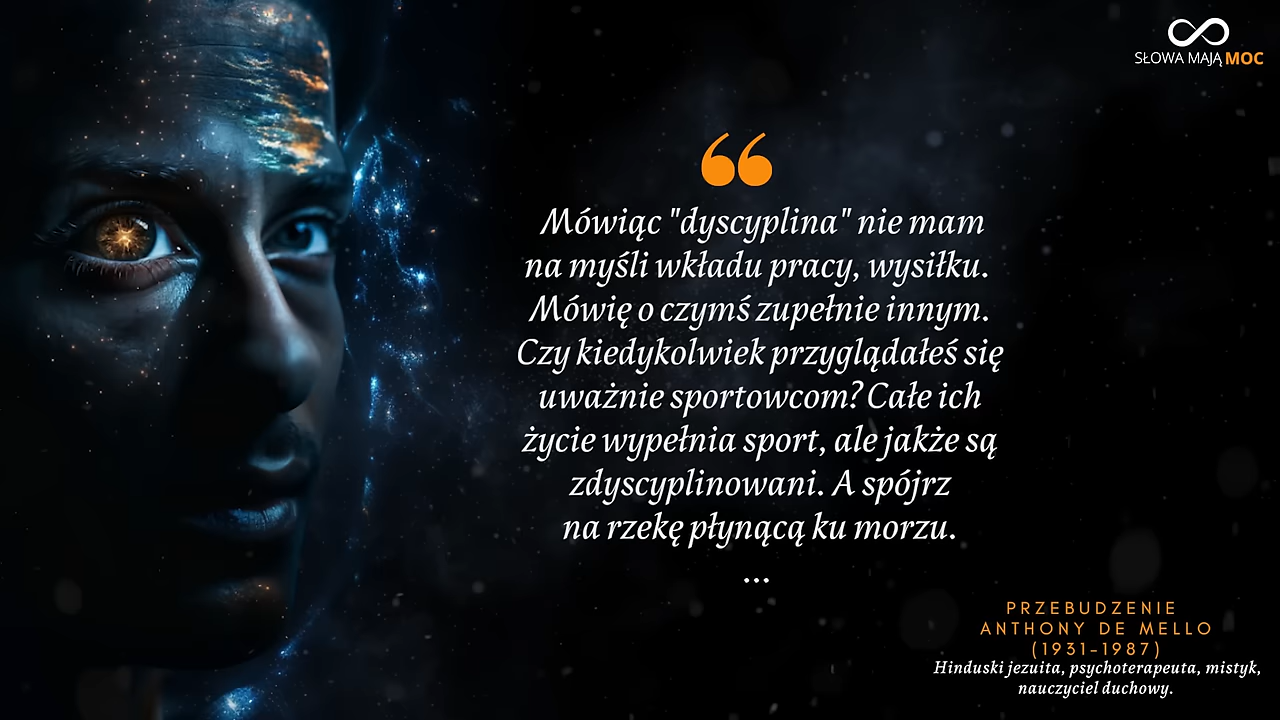 SŁOWA MAJĄ MOC
Mówiąc "dyscyplina" nie mam
na myśli wkładu pracy, wysiłku.
Mówię o czymś zupełnie innym.
Czy kiedykolwiek przyglądałeś się
uważnie sportowcom? Całe ich
życie wypełnia sport, ale jakże są
zdyscyplinowani. A spójrz
na rzekę płynącą ku morzu.
...
PRZEBUDZENIE
ANTHONY DE MELLO
(1931-1987)
Hinduski jezuita, psychoterapeuta, mistyk,
nauczyciel duchowy.